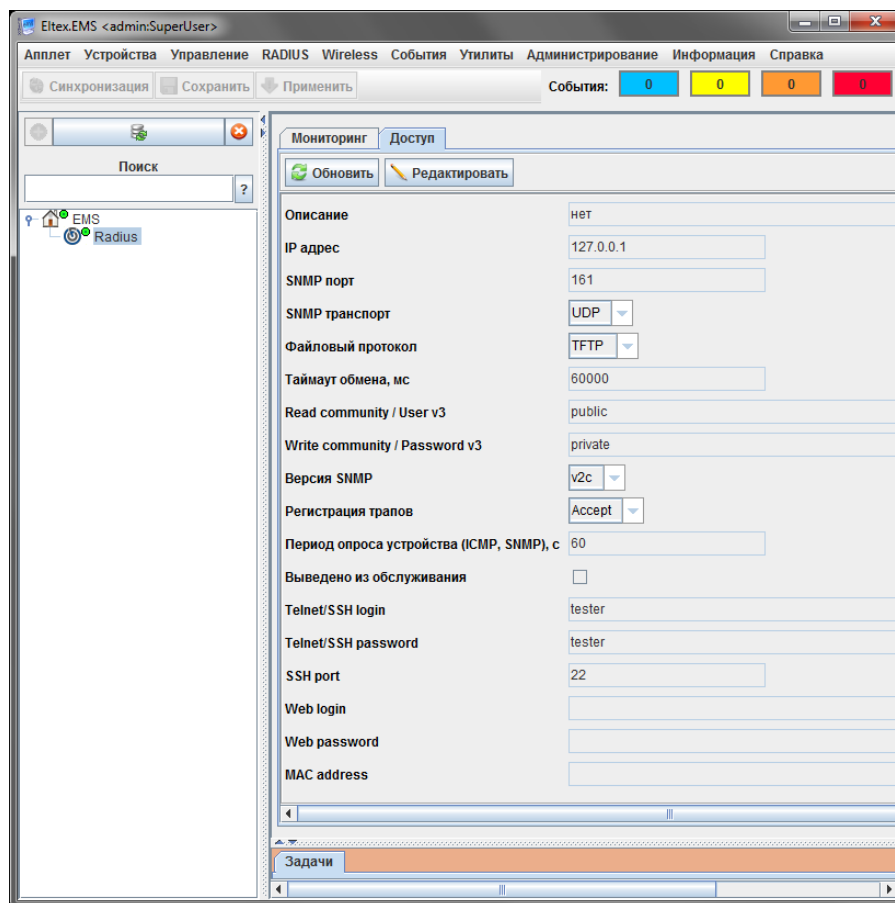 Eltex.EMS <admin:SuperUser>
Апплет Устройства Управление RADIUS Wireless События Утилиты Администрирование Информация Справка
Синхронизация Сохранить Применить События: 0 0 0 0
Мониторинг Доступ
Поиск
Обновить Редактировать
?
EMS
Radius
Описание нет
IP адрес 127.0.0.1
SNMP порт 161
SNMP транспорт UDP
Файловый протокол TFTP
Таймаут обмена, мс 60000
Read community / User v3 public
Write community / Password v3 private
Версия SNMP v2c
Регистрация трапов Accept
Период опроса устройства (ICMP, SNMP), с 60
Выведено из обслуживания
Telnet/SSH login tester
Telnet/SSH password tester
SSH port 22
Web login
Web password
MAC address
Задачи